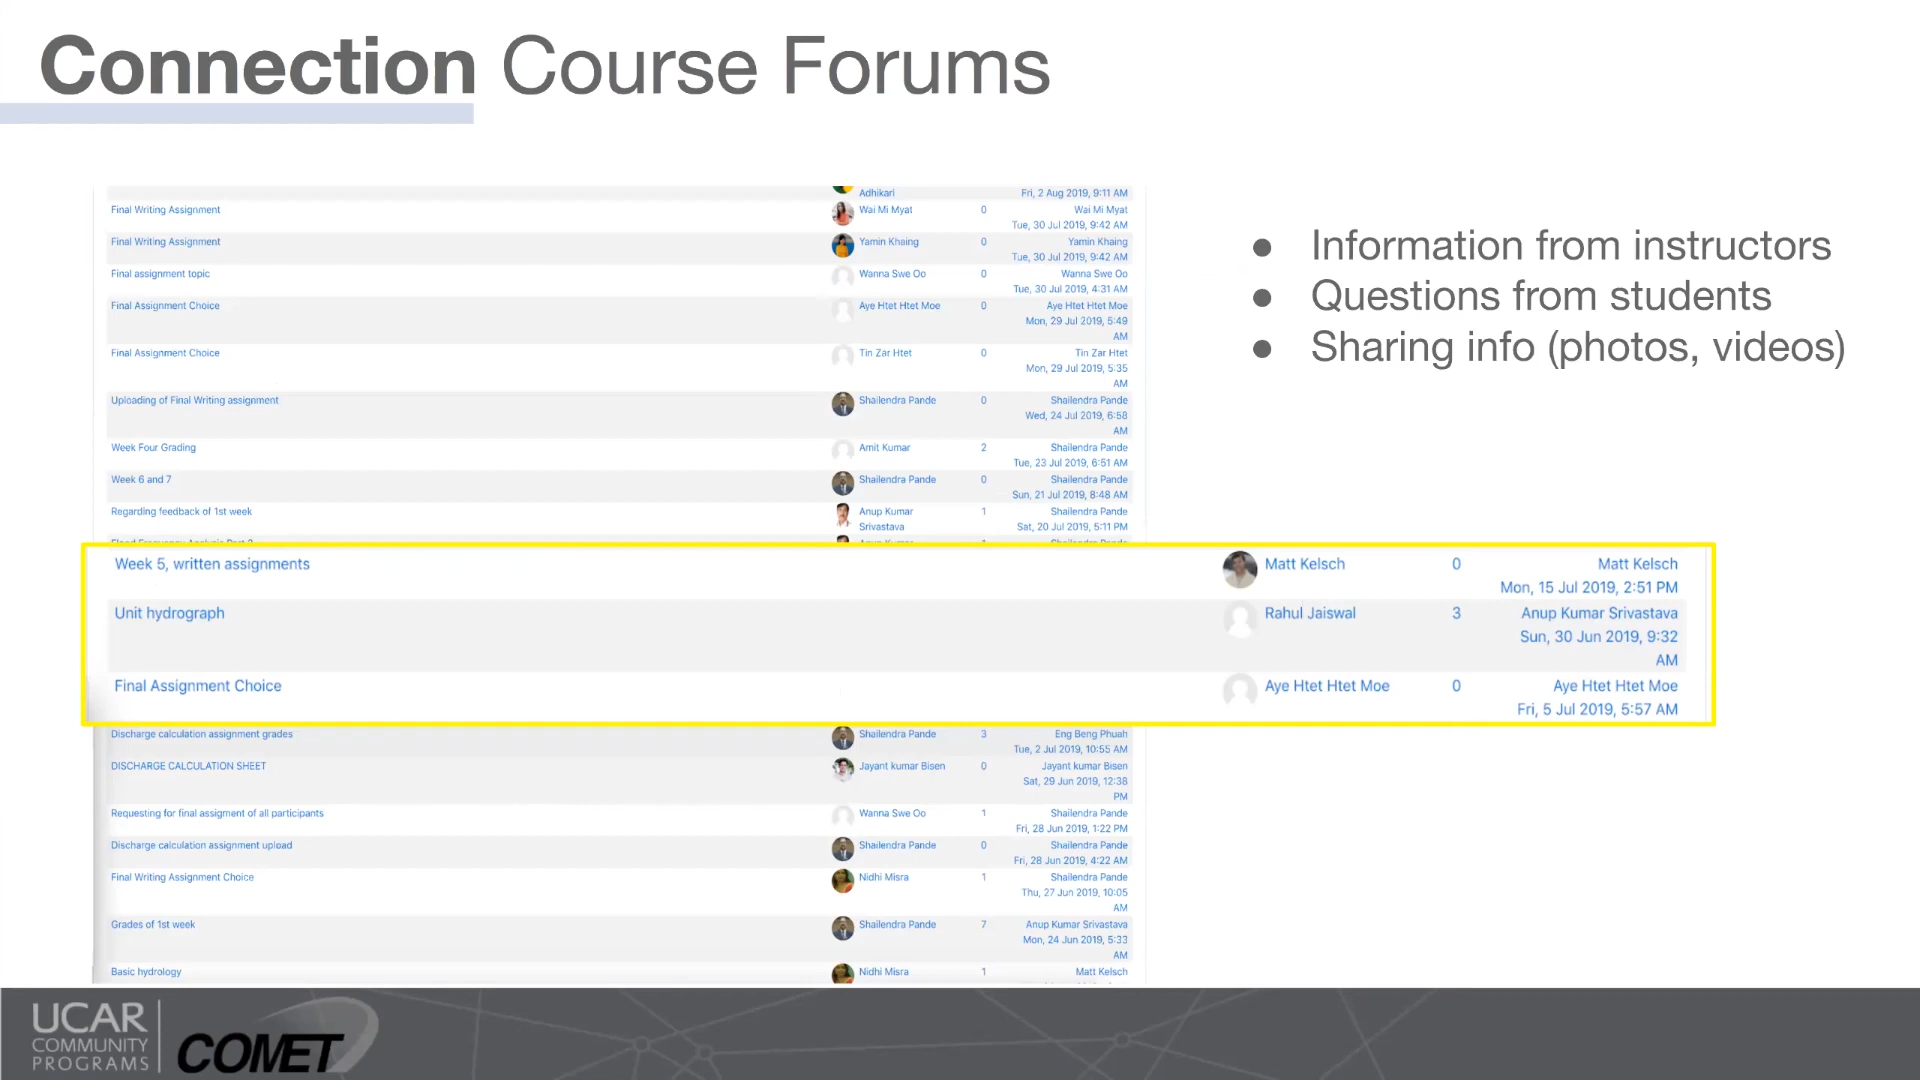 Connection Course Forums
Adhikari Fri, 2 Aug 2019, 9:11 AM
Final Writing Assignment Wai Mi Myat 0 Wai Mi Myat
Tue, 30 Jul 2019, 9:42 AM
Final Writing Assignment Yamin Khaing 0 Yamin Khaing
Tue, 30 Jul 2019, 9:42 AM
Final assignment topic Wanna Swe Oo 0 Wanna Swe Oo
Tue, 30 Jul 2019, 4:31 AM
Final Assignment Choice Aye Htet Htet Moe 0 Aye Htet Htet Moe
Mon, 29 Jul 2019, 5:49
AM
Final Assignment Choice Tin Zar Htet 0 Tin Zar Htet
Mon, 29 Jul 2019, 5:35
AM
Uploading of Final Writing assignment Shailendra Pande 0 Shailendra Pande
Wed, 24 Jul 2019, 6:58
AM
Week Four Grading Amit Kumar 2 Shailendra Pande
Tue, 23 Jul 2019, 6:51 AM
Week 6 and 7 Shailendra Pande 0 Shailendra Pande
Sun, 21 Jul 2019, 8:48 AM
Regarding feedback of 1st week Anup Kumar 1 Shailendra Pande
Srivastava Sat, 20 Jul 2019, 5:11 PM
Week 5, written assignments Matt Kelsch 0 Matt Kelsch
Mon, 15 Jul 2019, 2:51 PM
Unit hydrograph Rahul Jaiswal 3 Anup Kumar Srivastava
Sun, 30 Jun 2019, 9:32
AM
Final Assignment Choice Aye Htet Htet Moe 0 Aye Htet Htet Moe
Fri, 5 Jul 2019, 5:57 AM
Discharge calculation assignment grades Shailendra Pande 3 Eng Beng Phuah
Tue, 2 Jul 2019, 10:55 AM
DISCHARGE CALCULATION SHEET Jayant kumar Bisen 0 Jayant kumar Bisen
Sat, 29 Jun 2019, 12:38
PM
Requesting for final assigment of all participants Wanna Swe Oo 1 Shailendra Pande
Fri, 28 Jun 2019, 1:22 PM
Discharge calculation assignment upload Shailendra Pande 0 Shailendra Pande
Fri, 28 Jun 2019, 4:22 AM
Final Writing Assignment Choice Nidhi Misra 1 Shailendra Pande
Thu, 27 Jun 2019, 10:05
AM
Grades of 1st week Shailendra Pande 7 Anup Kumar Srivastava
Mon, 24 Jun 2019, 5:33
AM
Basic hydrology Nidhi Misra 1 Matt Kelsch
● Information from instructors
● Questions from students
● Sharing info (photos, videos)
UCAR
COMMUNITY
PROGRAMS
COMET